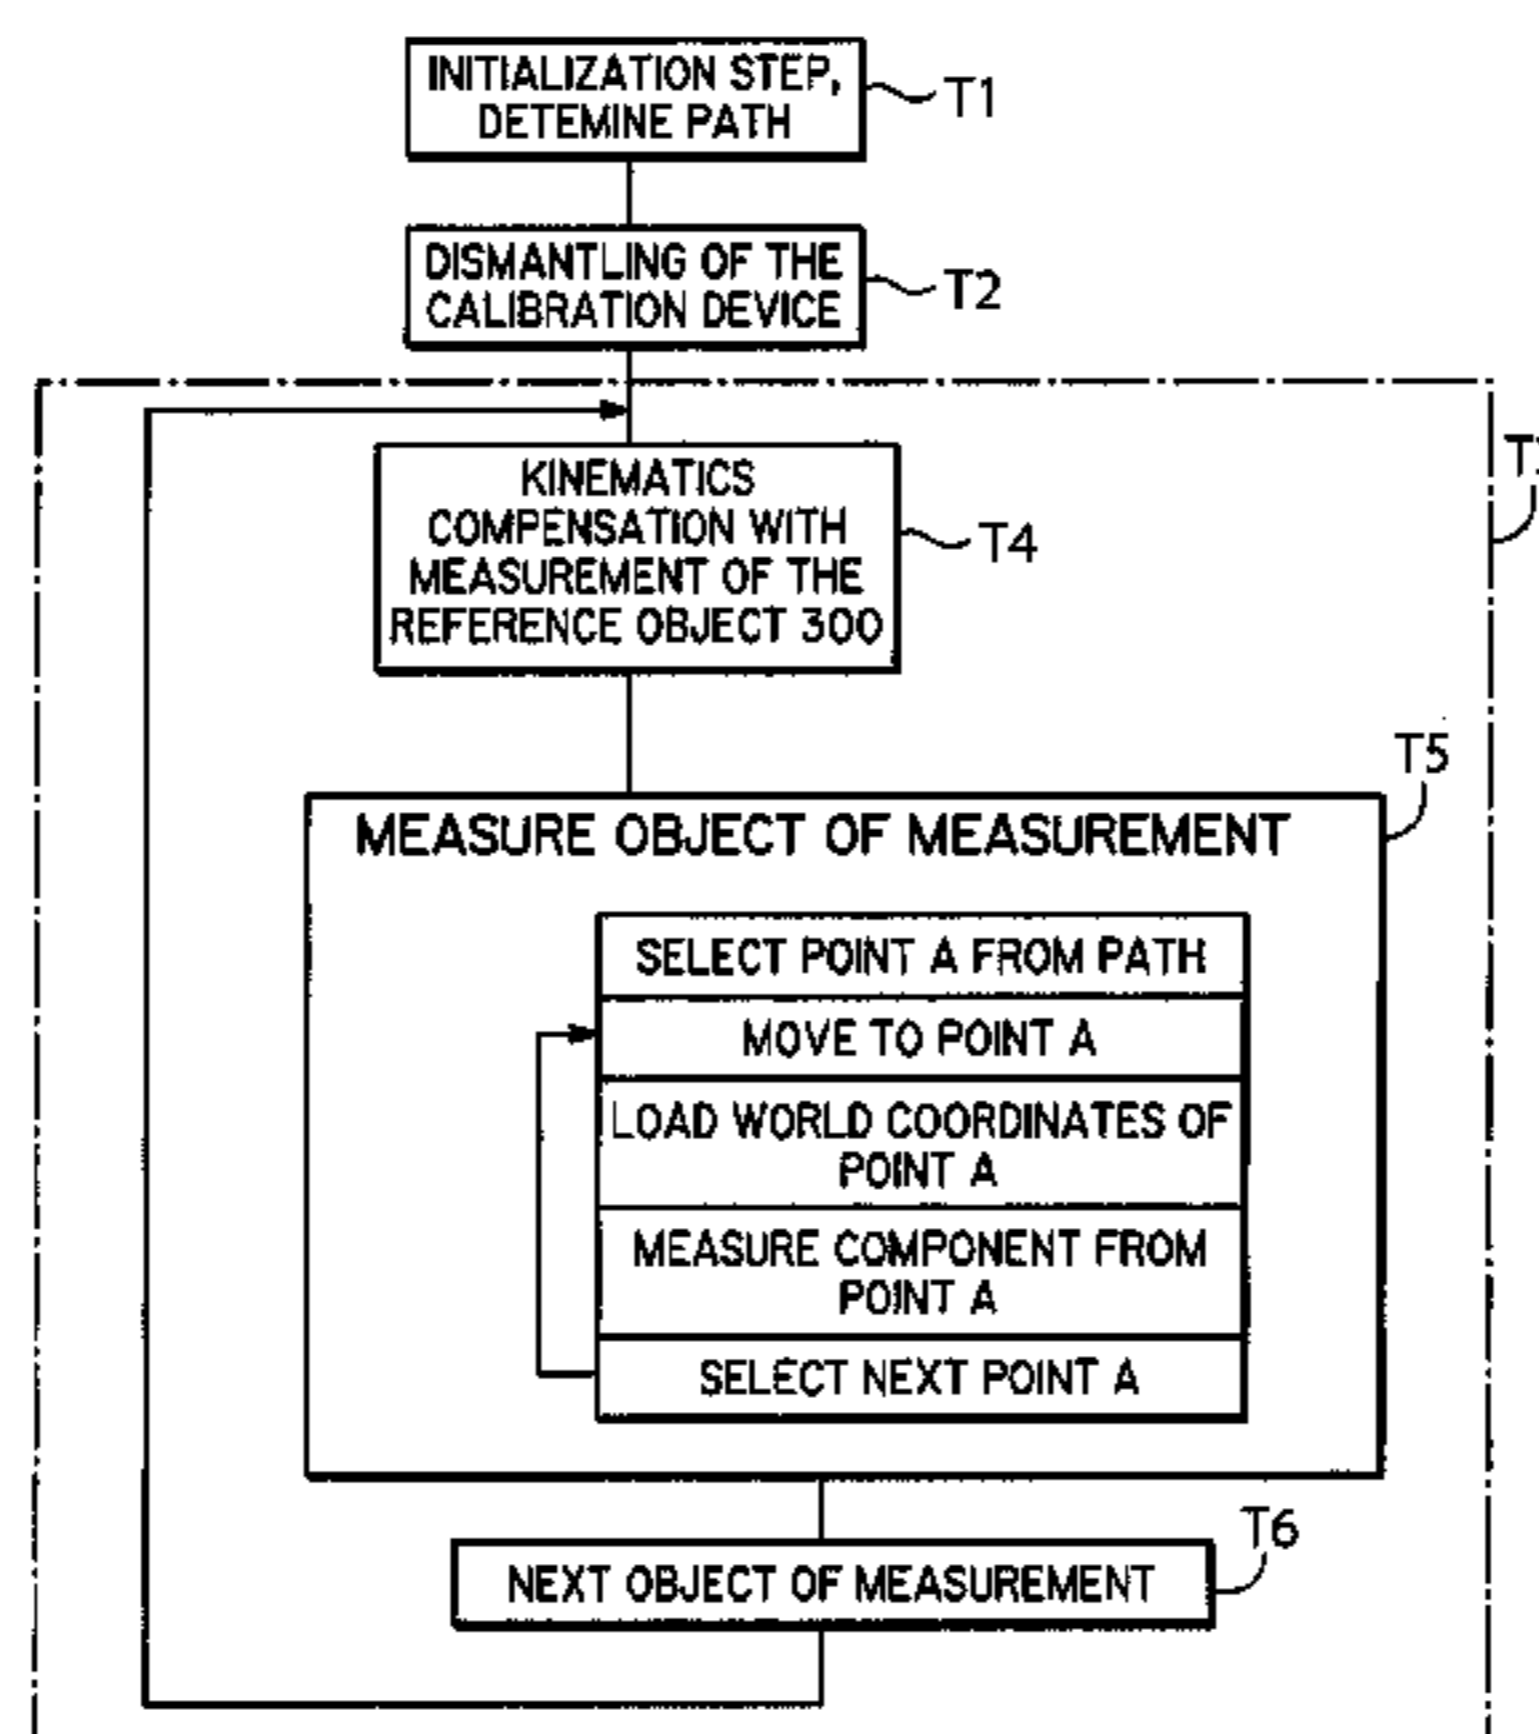 INITIALIZATION STEP,
DETEMINE PATH
T1
DISMANTLING OF THE
CALIBRATION DEVICE
T2
KINEMATICS
COMPENSATION WITH
MEASUREMENT OF THE
REFERENCE OBJECT 300
T4
T5
MEASURE OBJECT OF MEASUREMENT
SELECT POINT A FROM PATH
MOVE TO POINT A
LOAD WORLD COORDINATES OF
POINT A
MEASURE COMPONENT FROM
POINT A
SELECT NEXT POINT A
T6
NEXT OBJECT OF MEASUREMENT